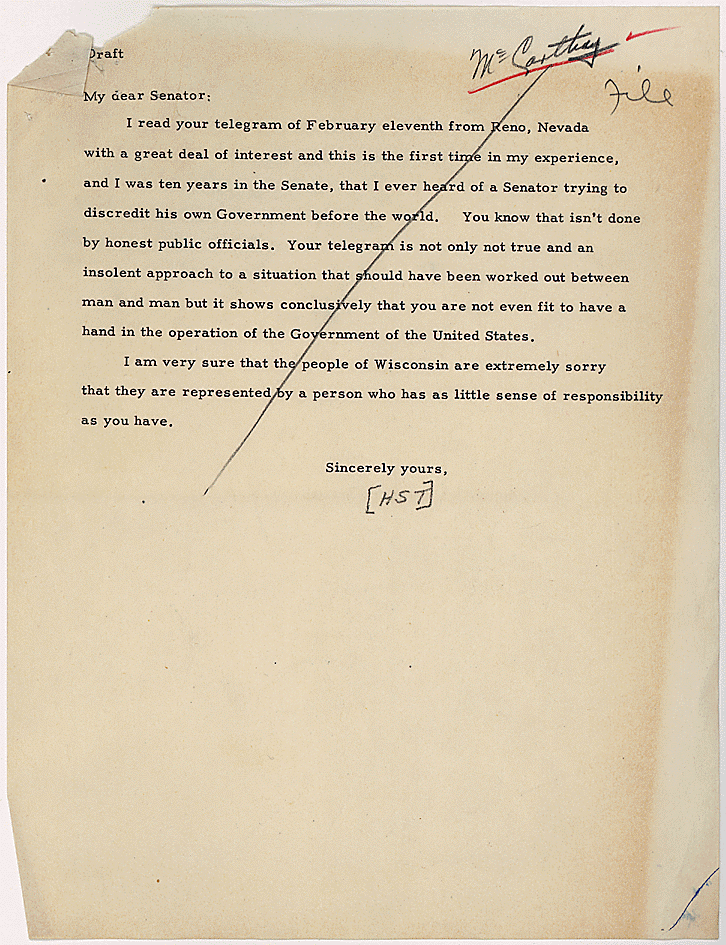 Draft
McCarthy
File
My dear Senator:
I read your telegram of February eleventh from Reno, Nevada
with a great deal of interest and this is the first time in my experience,
and I was ten years in the Senate, that I ever heard of a Senator trying to
discredit his own Government before the world. You know that isn't done
by honest public officials. Your telegram is not only not true and an
insolent approach to a situation that should have been worked out between
man and man but it shows conclusively that you are not even fit to have a
hand in the operation of the Government of the United States.
I am very sure that the people of Wisconsin are extremely sorry
that they are represented by a person who has as little sense of responsibility
as you have.
Sincerely yours,
[HST]